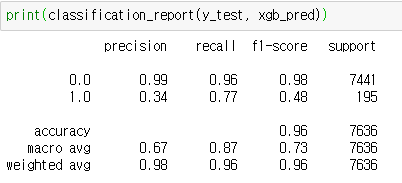 print(classification_report(y_test, xgb_pred))
precision recall f1-score support
0.0 0.99 0.96 0.98 7441
1.0 0.34 0.77 0.48 195
accuracy 0.96 7636
macro avg 0.67 0.87 0.73 7636
weighted avg 0.98 0.96 0.96 7636